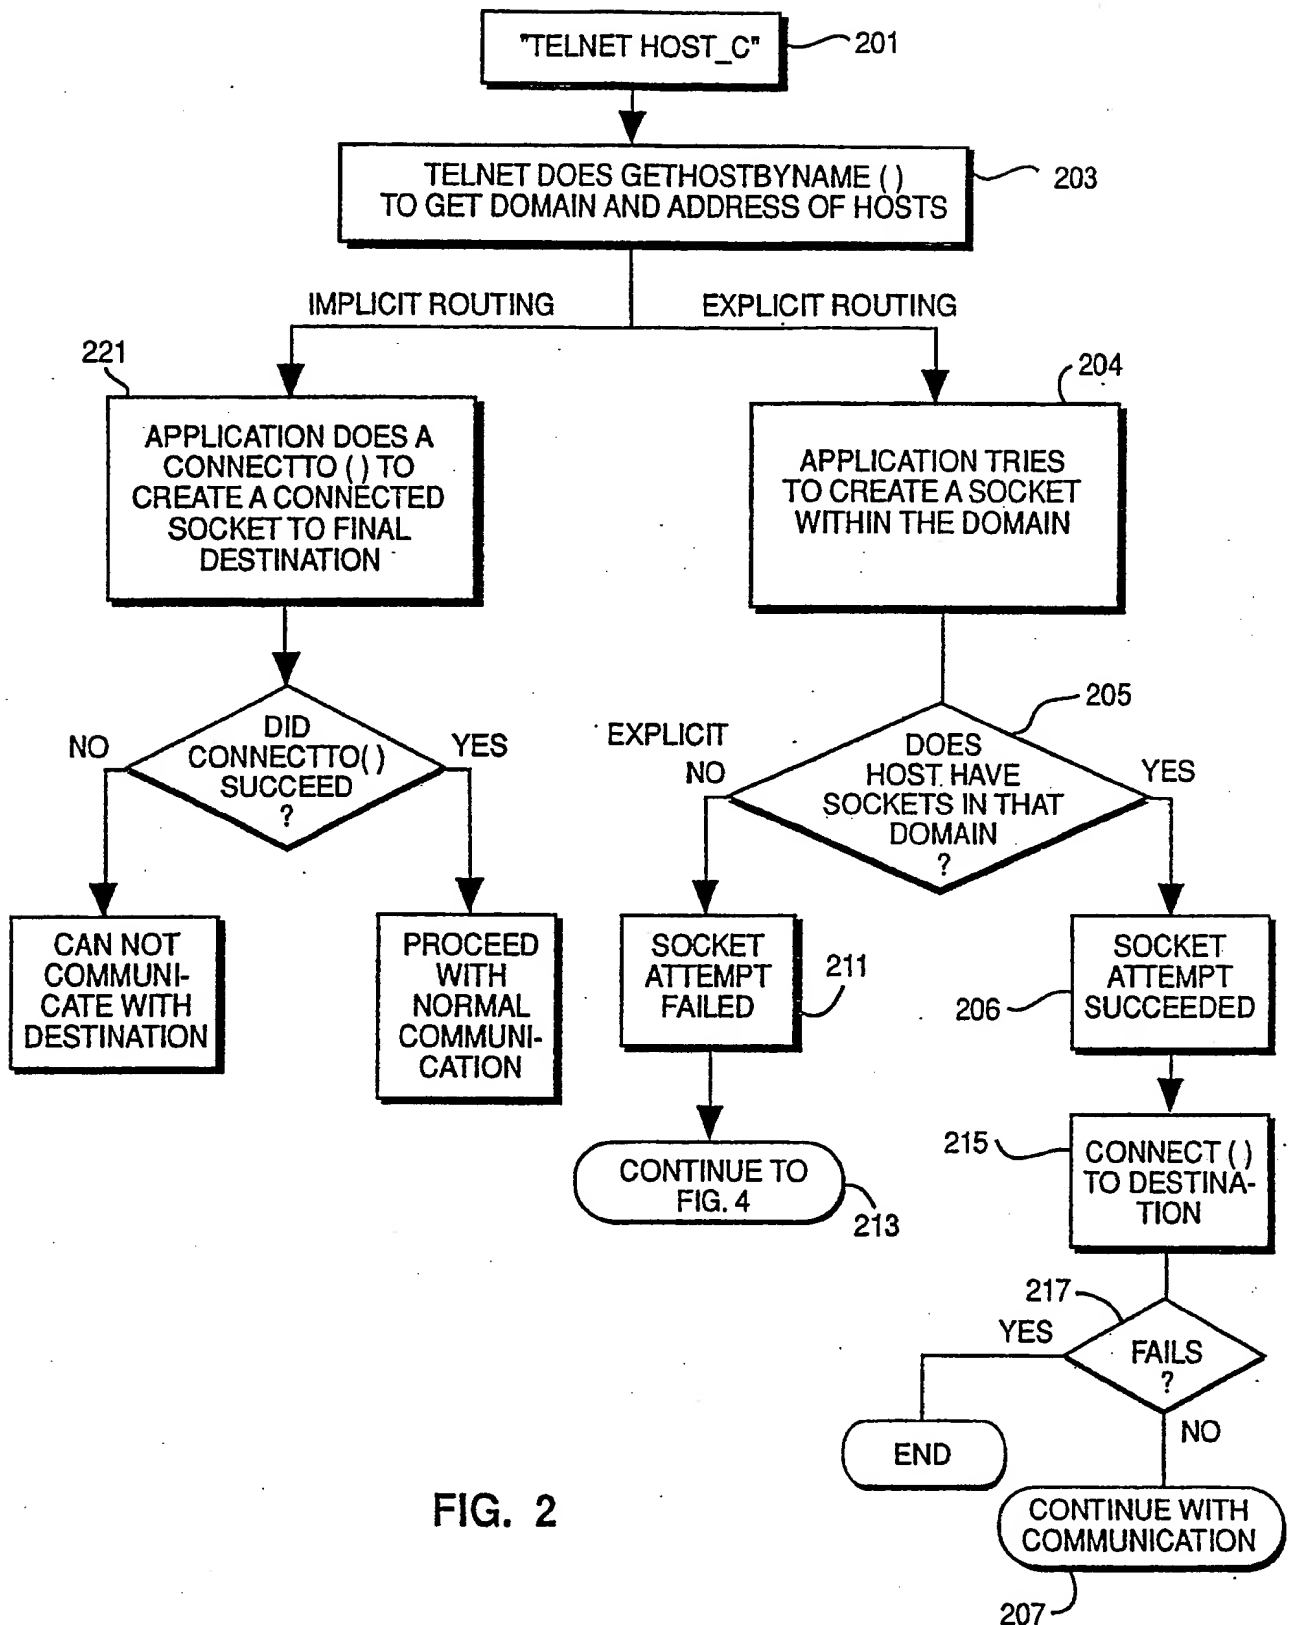 "TELNET HOST_C"
201
TELNET DOES GETHOSTBYNAME ( )
TO GET DOMAIN AND ADDRESS OF HOSTS
203
IMPLICIT ROUTING
EXPLICIT ROUTING
221
APPLICATION DOES A
CONNECTTO ( ) TO
CREATE A CONNECTED
SOCKET TO FINAL
DESTINATION
204
APPLICATION TRIES
TO CREATE A SOCKET
WITHIN THE DOMAIN
NO
DID
CONNECTTO( )
SUCCEED
?
YES
EXPLICIT
NO
205
DOES
HOST HAVE
SOCKETS IN THAT
DOMAIN
?
YES
CAN NOT
COMMUNI-
CATE WITH
DESTINATION
PROCEED
WITH
NORMAL
COMMUNI-
CATION
SOCKET
ATTEMPT
FAILED
211
206
SOCKET
ATTEMPT
SUCCEEDED
CONTINUE TO
FIG. 4
213
215
CONNECT ( )
TO DESTINA-
TION
217
YES
FAILS
?
NO
END
CONTINUE WITH
COMMUNICATION
207
FIG. 2